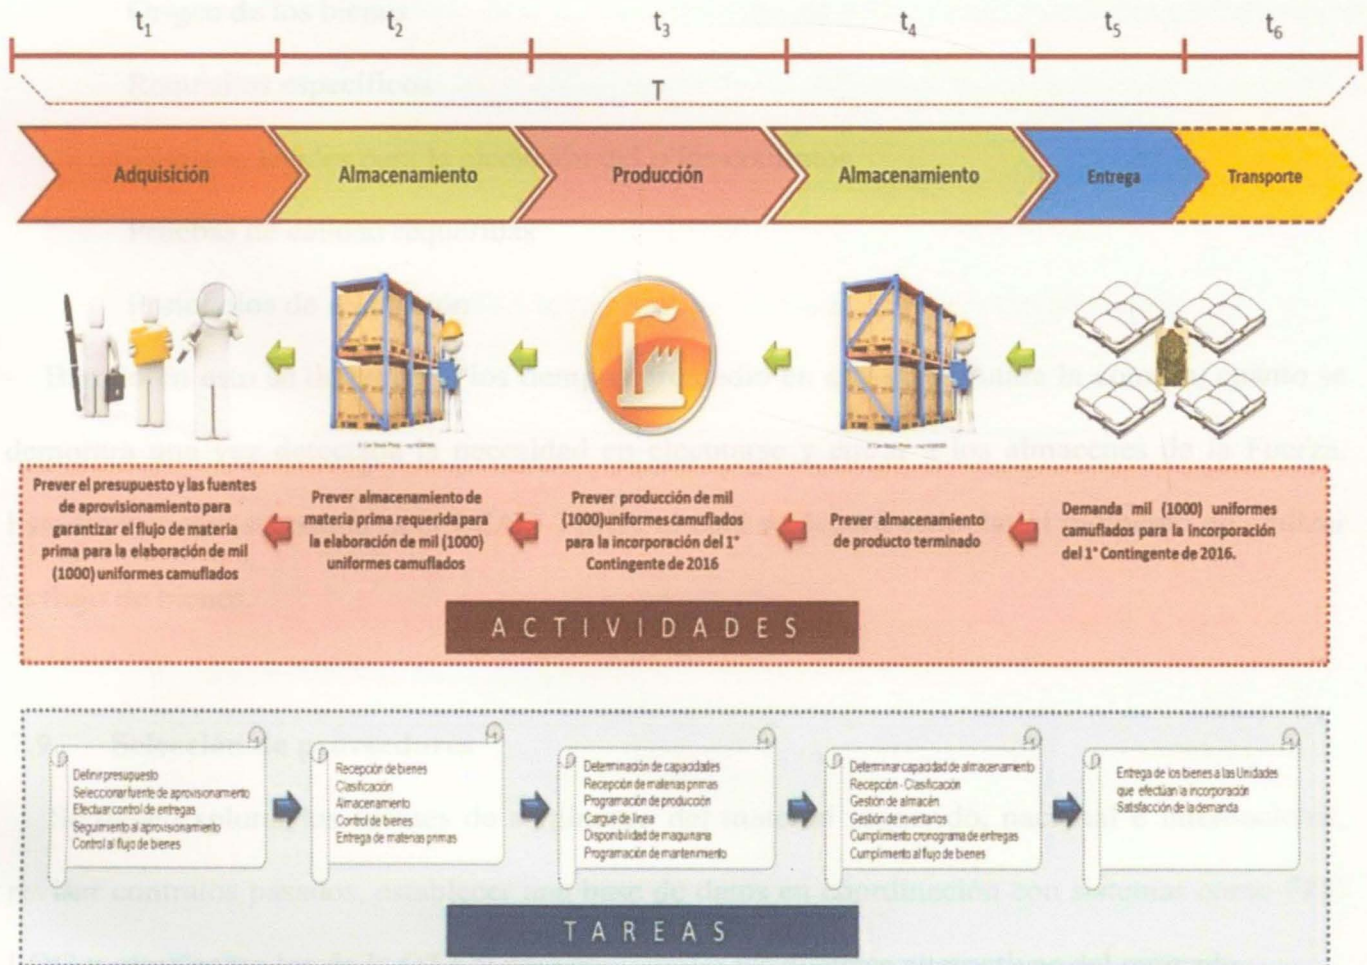 t1 t2 t3 t4 t5 t6
T
Adquisición
Almacenamiento
Producción
Almacenamiento
Entrega
Transporte
Prever el presupuesto y las fuentes
de aprovisionamiento para
garantizar el flujo de materia
prima para la elaboración de mil
(1000) uniformes camuflados
Prever almacenamiento de
materia prima requerida para
la elaboración de mil (1000)
uniformes camuflados
Prever producción de mil
(1000)uniformes camuflados
para la incorporación del 1°
Contingente de 2016
Prever almacenamiento
de producto terminado
Demanda mil (1000) uniformes
camuflados para la incorporación
del 1° Contingente de 2016.
ACTIVIDADES
Definir presupuesto
Seleccionar fuente de aprovisionamiento
Efectuar control de entregas
Seguimiento al aprovisionamiento
Control al flujo de bienes
Recepción de bienes
Clasificación
Almacenamiento
Control de bienes
Entrega de materias primas
Determinación de capacidades
Recepción de materias primas
Programación de producción
Cargue de línea
Disponibilidad de maquinaria
Programación de mantenimiento
Determinar capacidad de almacenamiento
Recepción - Clasificación
Gestión de almacén
Gestión de inventarios
Cumplimiento cronograma de entregas
Cumplimiento al flujo de bienes
Entrega de los bienes a las Unidades
que efectúan la incorporación
Satisfacción de la demanda
TAREAS